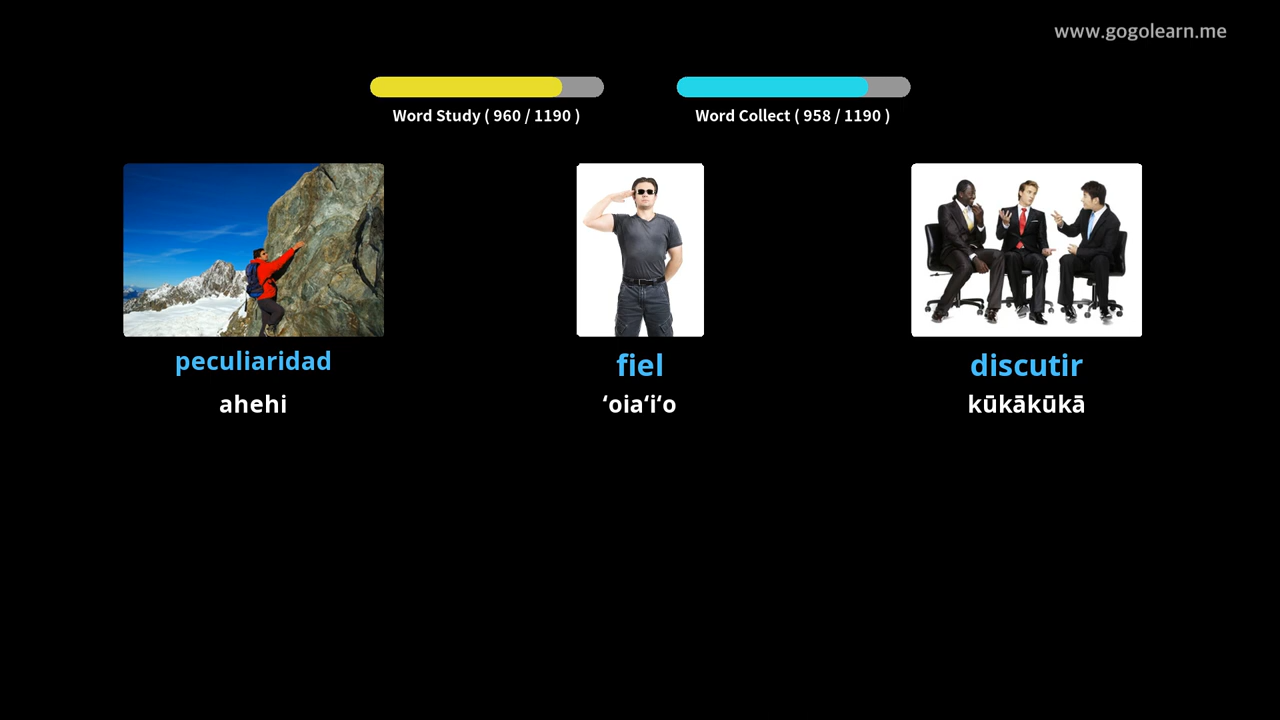 www.gogolearn.me
Word Study ( 960 / 1190 )
Word Collect ( 958 / 1190 )
peculiaridad
ahehi
fiel
ʻoiaʻiʻo
discutir
kūkākūkā